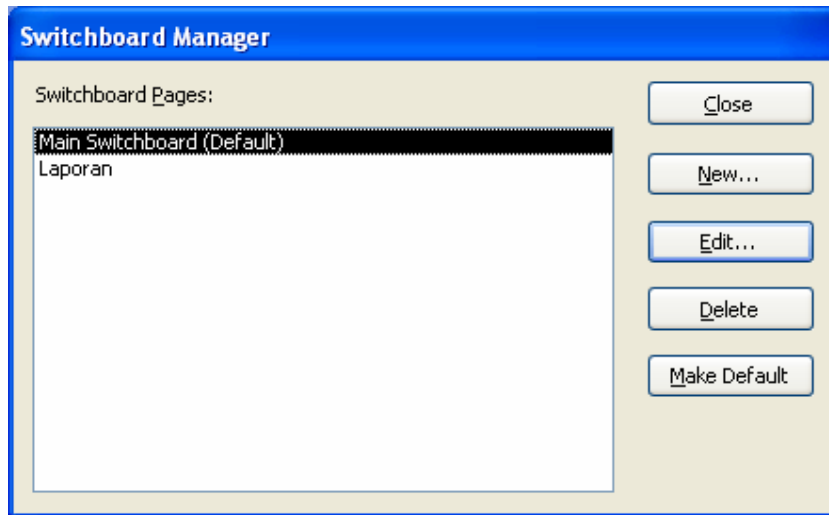 Switchboard Manager
Switchboard Pages:
Main Switchboard (Default)
Laporan
Close
New...
Edit...
Delete
Make Default